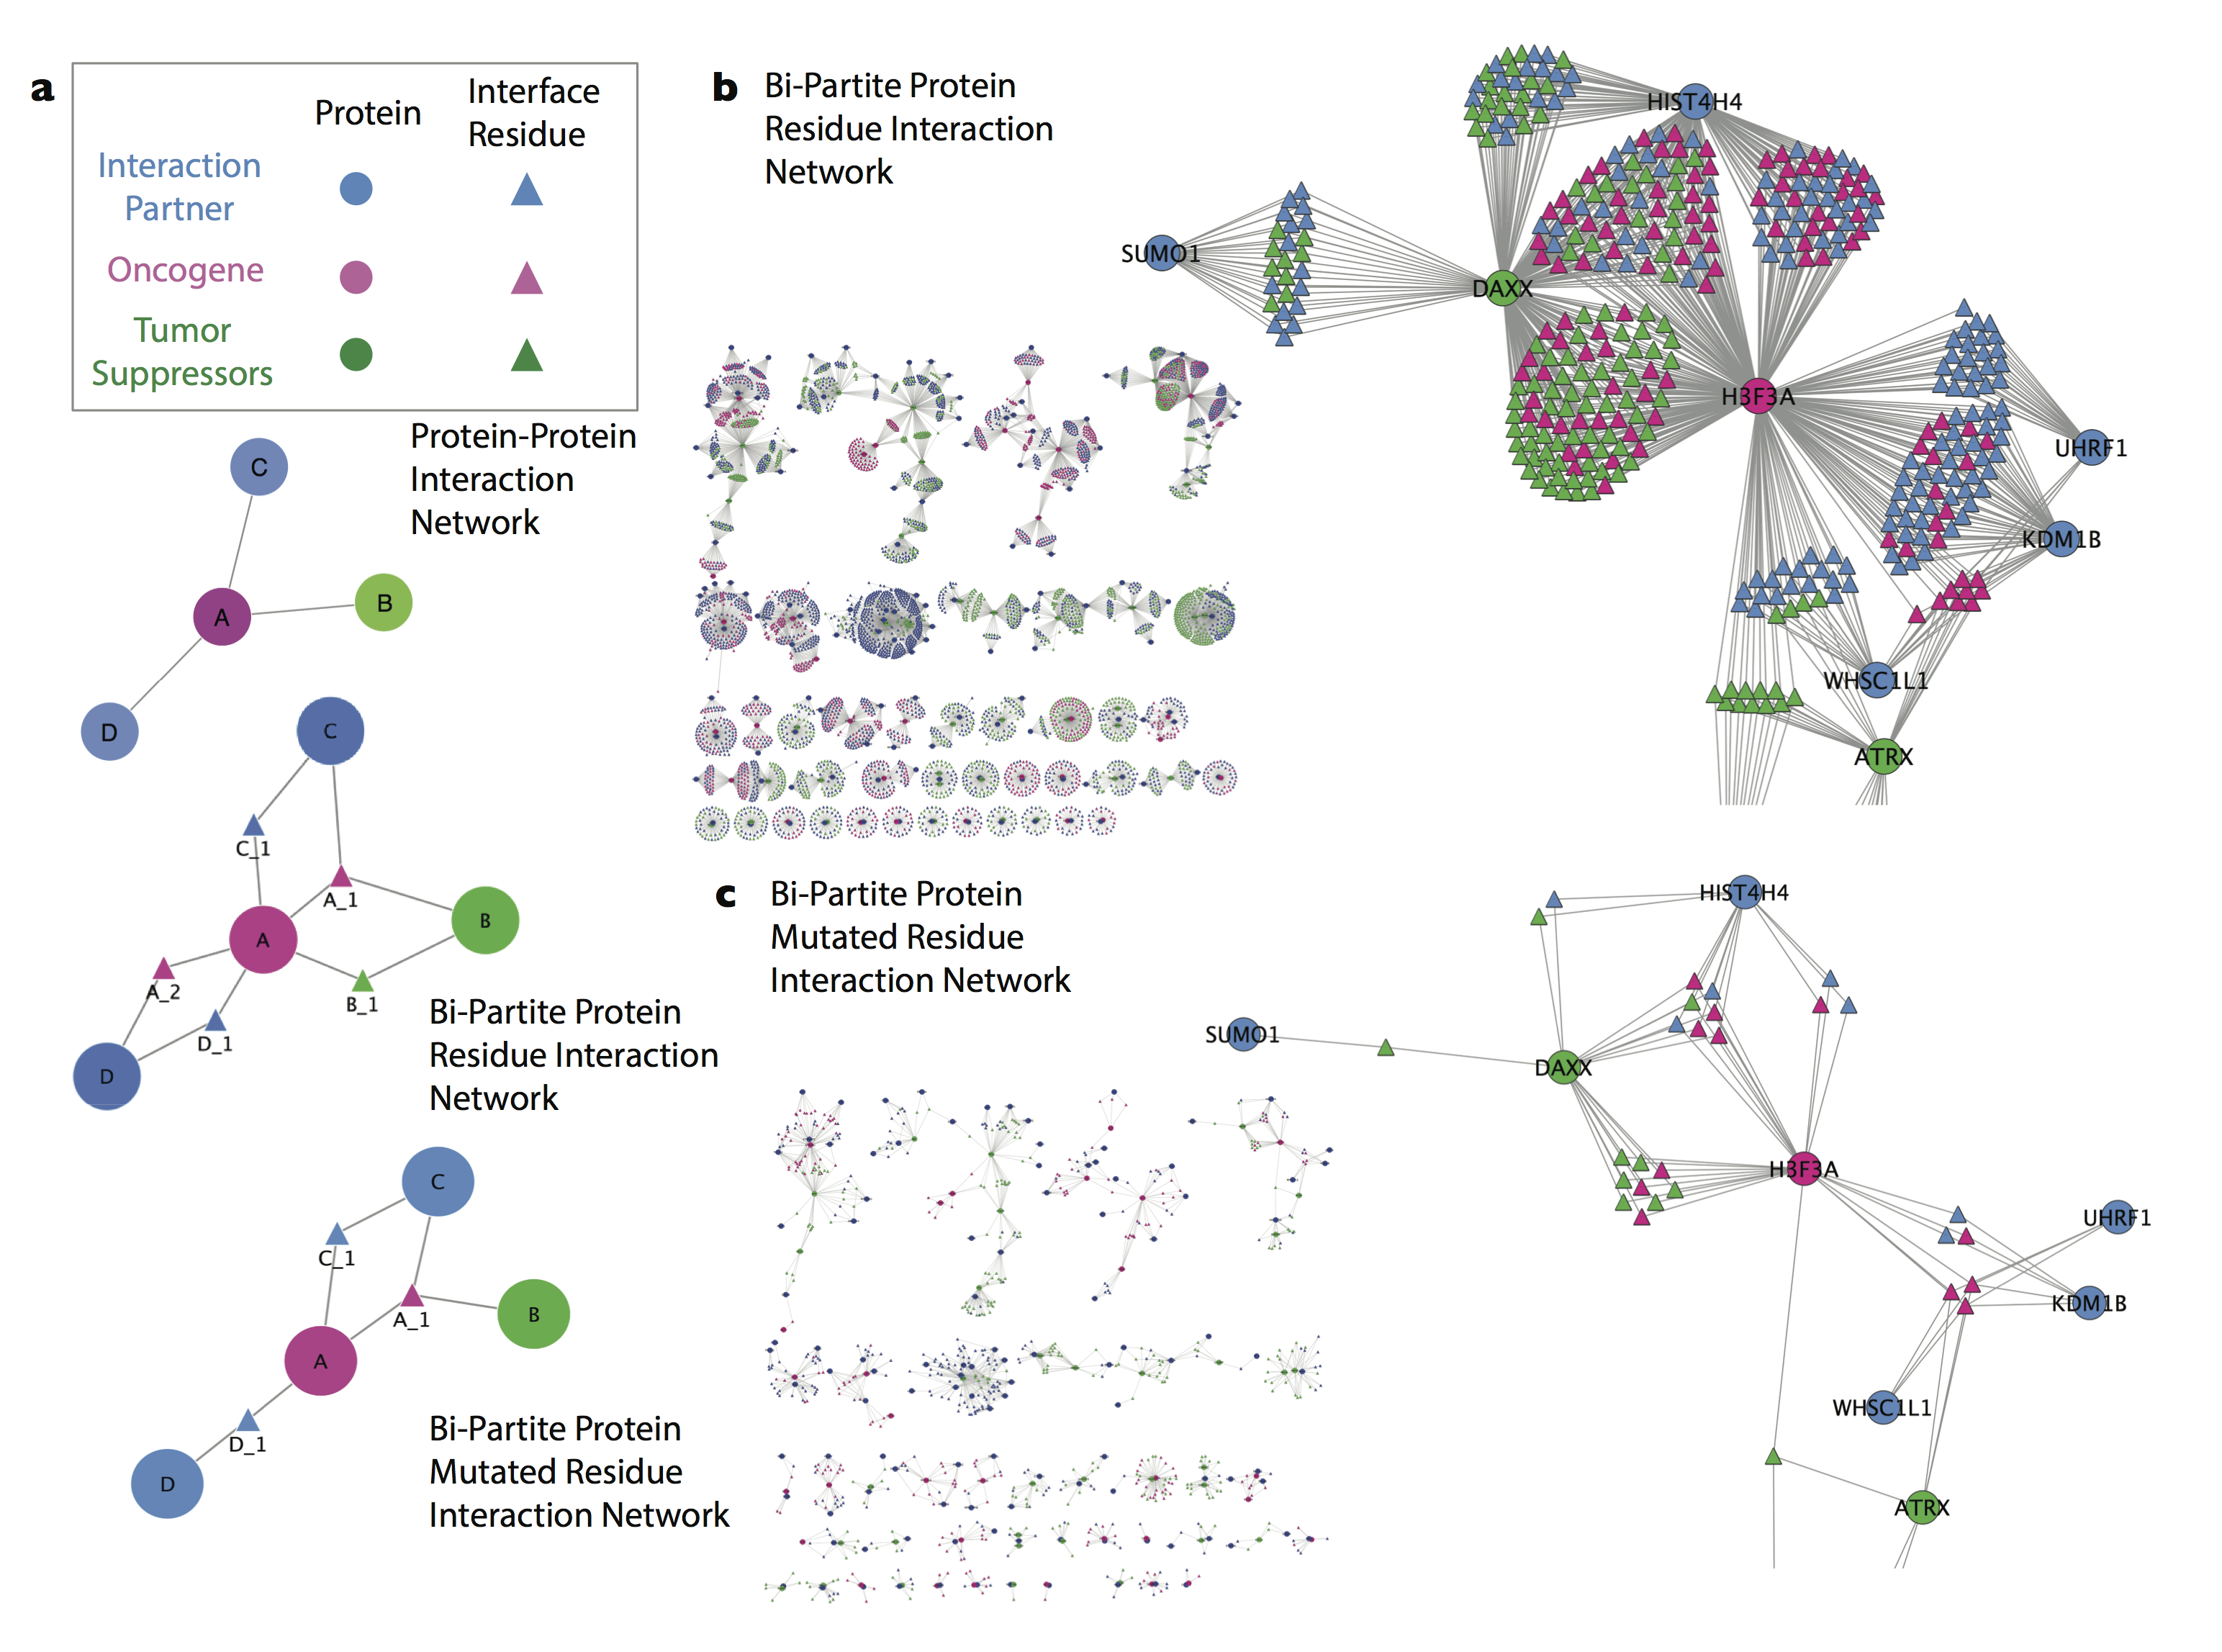 a
Protein
Interface
Residue
Interaction
Partner
Oncogene
Tumor
Suppressors
Protein-Protein
Interaction
Network
C
A
B
D
C
C_1
A_1
A
B
A_2
B_1
D_1
D
Bi-Partite Protein
Residue Interaction
Network
C
C_1
A_1
B
A
D_1
D
Bi-Partite Protein
Mutated Residue
Interaction Network
b
Bi-Partite Protein
Residue Interaction
Network
HIST4H4
SUMO1
DAXX
H3F3A
UHRF1
KDM1B
WHSC1L1
ATRX
c
Bi-Partite Protein
Mutated Residue
Interaction Network
HIST4H4
SUMO1
DAXX
H3F3A
UHRF1
KDM1B
WHSC1L1
ATRX